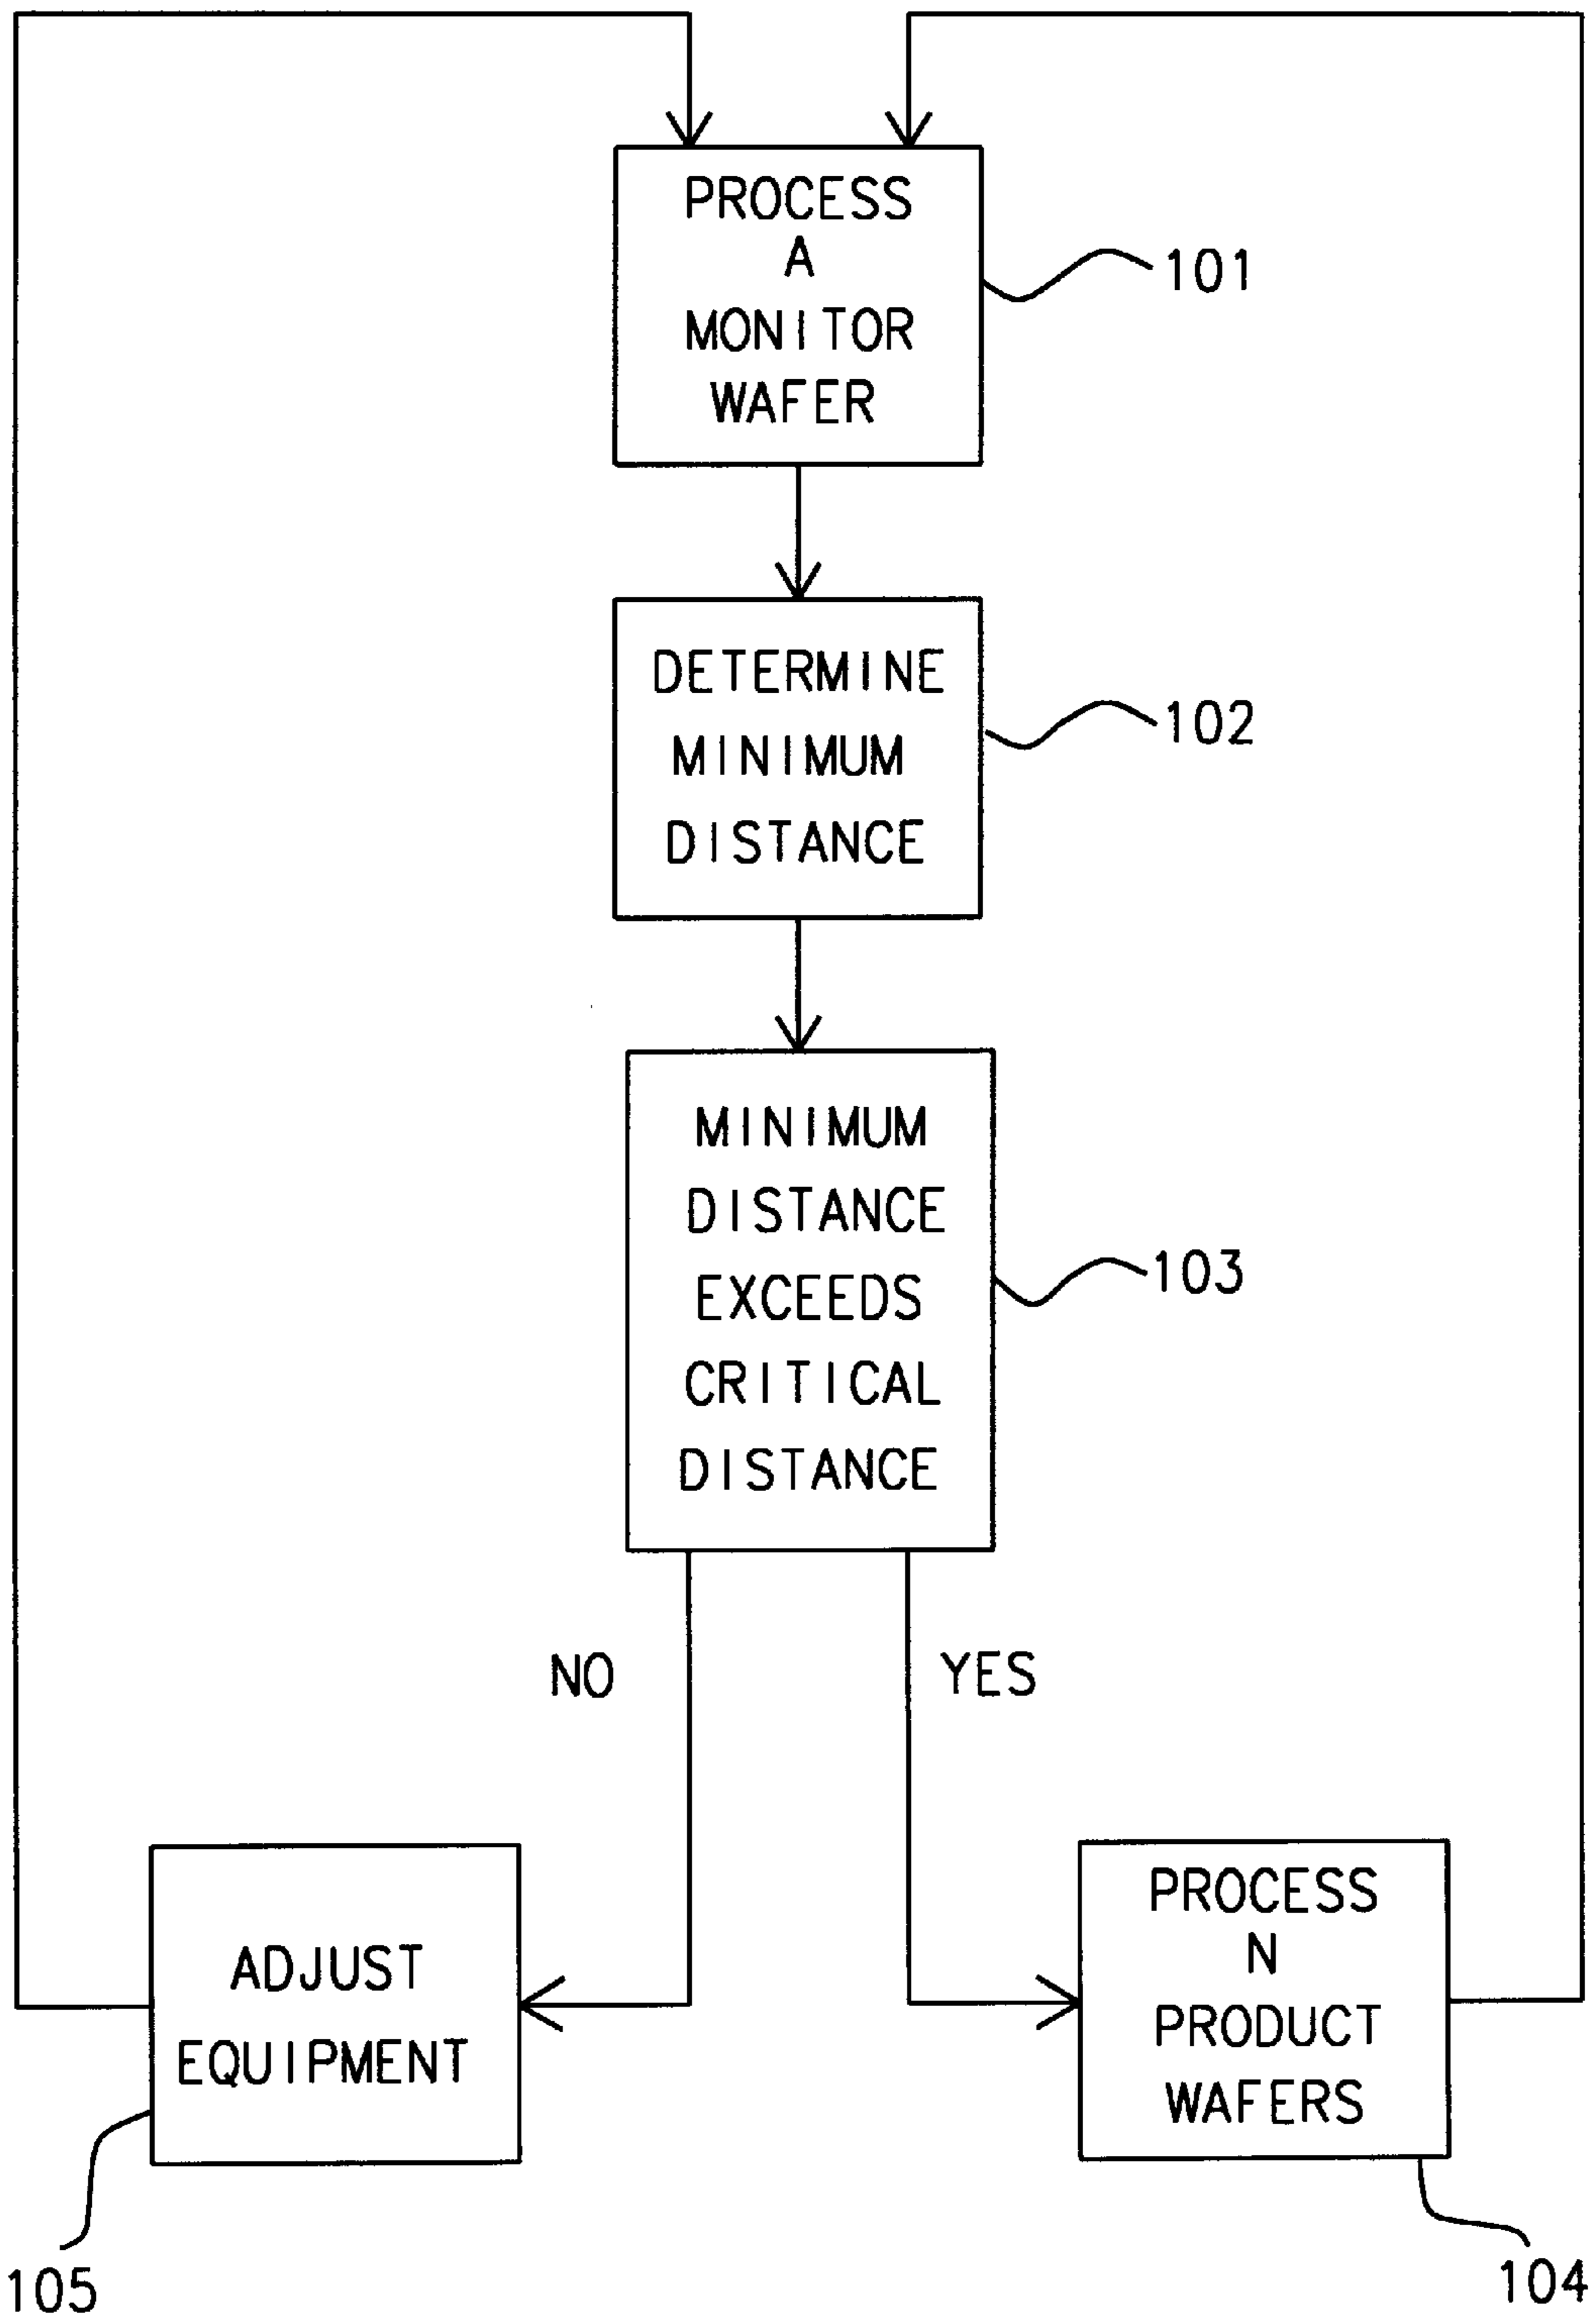 PROCESS
A
MONITOR
WAFER
101
DETERMINE
MINIMUM
DISTANCE
102
MINIMUM
DISTANCE
EXCEEDS
CRITICAL
DISTANCE
103
NO
YES
ADJUST
EQUIPMENT
105
PROCESS
N
PRODUCT
WAFERS
104